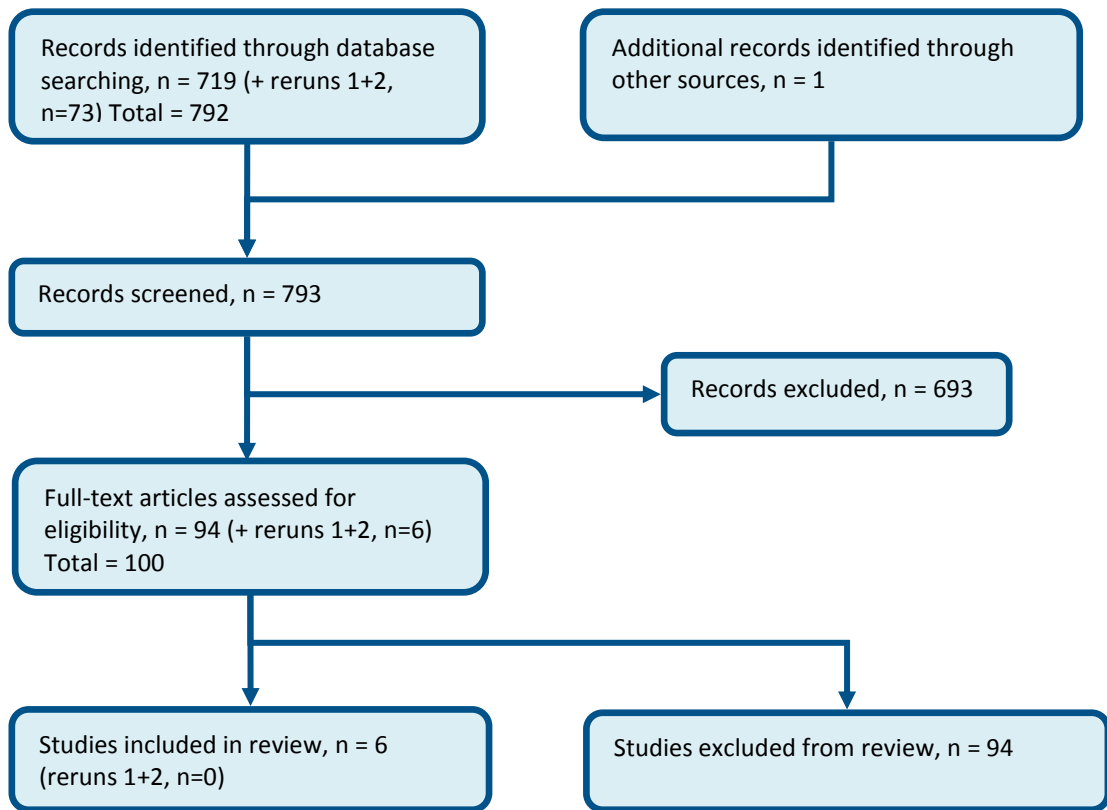 Records identified through database
searching, n = 719 (+ reruns 1+2,
n=73) Total = 792
Additional records identified through
other sources, n = 1
Records screened, n = 793
Records excluded, n = 693
Full-text articles assessed for
eligibility, n = 94 (+ reruns 1+2, n=6)
Total = 100
Studies included in review, n = 6
(reruns 1+2, n=0)
Studies excluded from review, n = 94